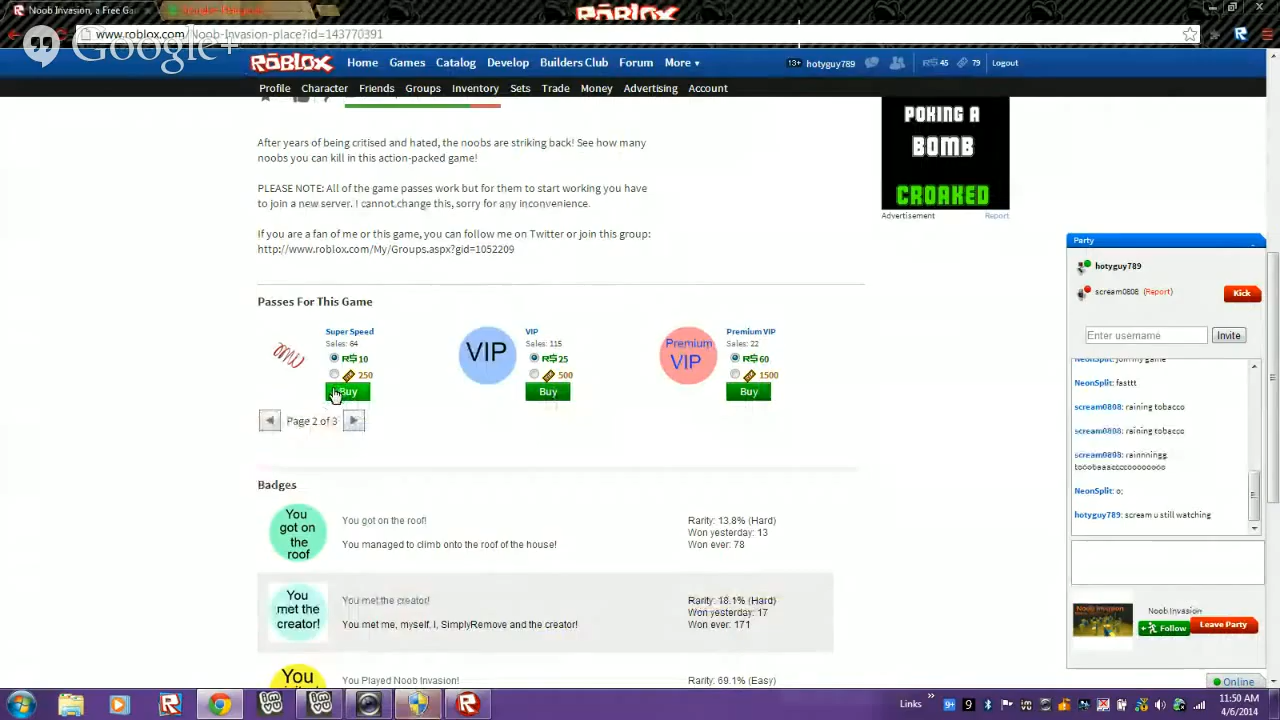 Noob Invasion, a Free Gam
ROBLOX
www.roblox.com/Noob-Invasion-place?id=143770391
Google+
ROBLOX Home Games Catalog Develop Builders Club Forum More 13+ hotyguy789 R$ 45 79 Logout
Profile Character Friends Groups Inventory Sets Trade Money Advertising Account
After years of being critised and hated, the noobs are striking back! See how many
noobs you can kill in this action-packed game!
PLEASE NOTE: All of the game passes work but for them to start working you have
to join a new server. I cannot change this, sorry for any inconvenience.
If you are a fan of me or this game, you can follow me on Twitter or join this group:
http://www.roblox.com/My/Groups.aspx?gid=1052209
POKING A
BOMB
CROAKED
Advertisement Report
Passes For This Game
Super Speed
Sales: 64
R$ 10
250
Buy
VIP
VIP
Sales: 115
R$ 25
500
Buy
Premium
VIP
Premium VIP
Sales: 22
R$ 60
1500
Buy
Page 2 of 3
Badges
You
got on
the
roof
You got on the roof!
You managed to climb onto the roof of the house!
Rarity: 13.8% (Hard)
Won yesterday: 13
Won ever: 78
You
met the
creator!
You met the creator!
You met me, myself, I, SimplyRemove and the creator!
Rarity: 18.1% (Hard)
Won yesterday: 17
Won ever: 171
You
You Played Noob Invasion!
Rarity: 69.1% (Easy)
Party
hotyguy789
scream0808 (Report) Kick
Enter username Invite
NeonSplit: join my game
NeonSplit: fasttt
scream0808: raining tobacco
scream0808: raining tobacco
scream0808: rainnningg
NeonSplit: o;
hotyguy789: scream u still watching
Noob Invasion
Noob Invasion
Follow Leave Party
Online
Links
11:50 AM
4/6/2014